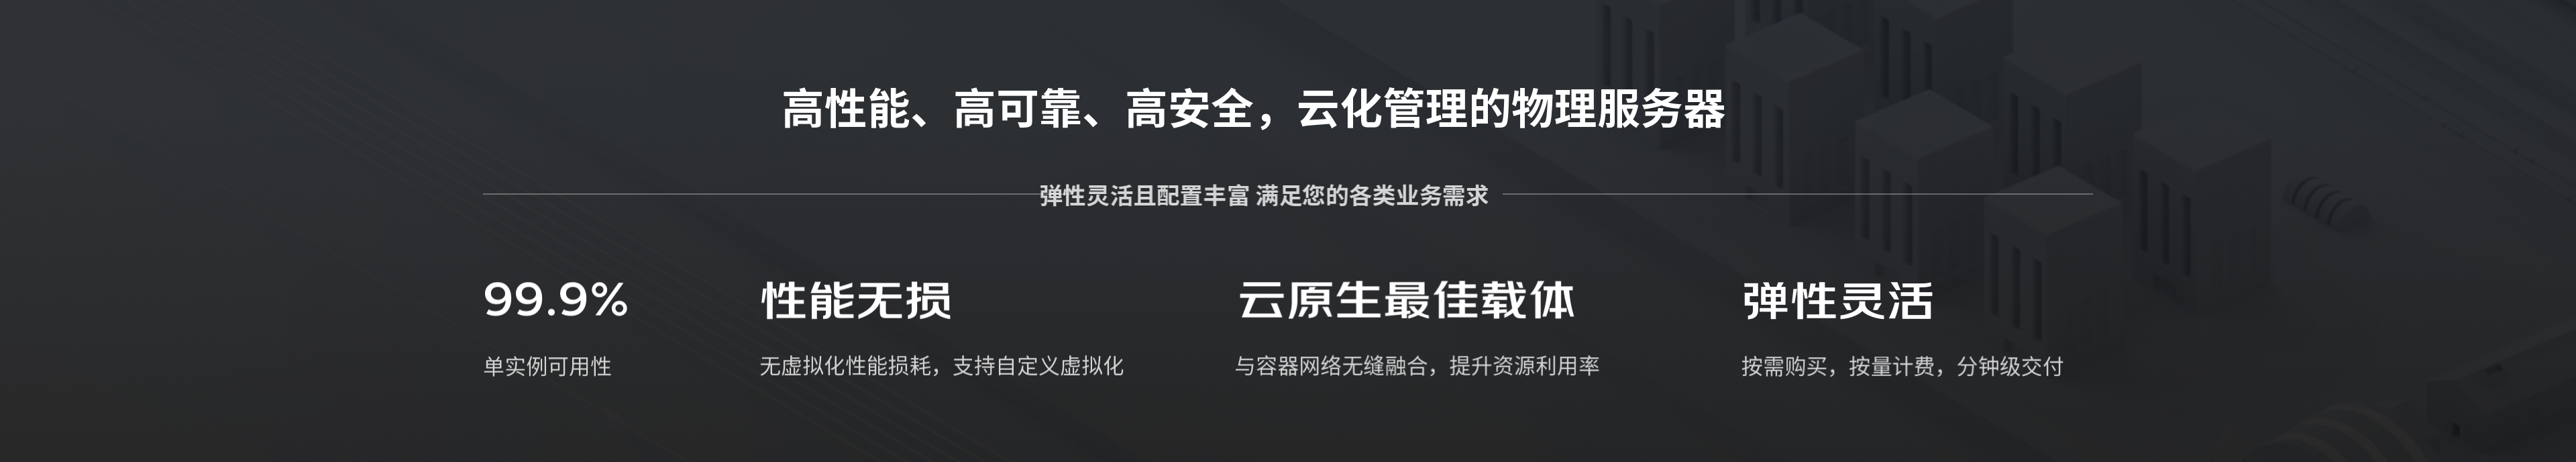 高性能、高可靠、高安全，云化管理的物理服务器
弹性灵活且配置丰富 满足您的各类业务需求
99.9%
单实例可用性
性能无损
无虚拟化性能损耗，支持自定义虚拟化
云原生最佳载体
与容器网络无缝融合，提升资源利用率
弹性灵活
按需购买，按量计费，分钟级交付